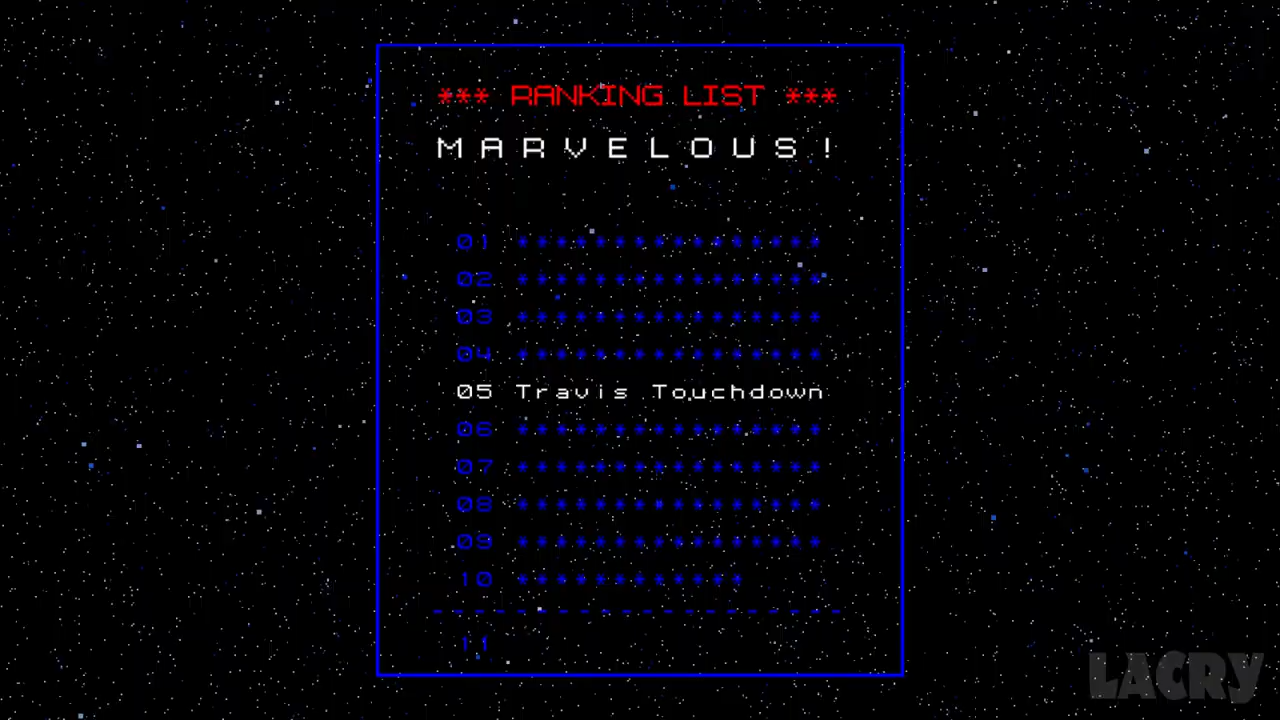 *** RANKING LIST ***
MARVELOUS!
01 ****************
02 ****************
03 ****************
04 ****************
05 Travis Touchdown
06 ****************
07 ****************
08 ****************
09 ****************
10 ************
--------------------
11
LACRY